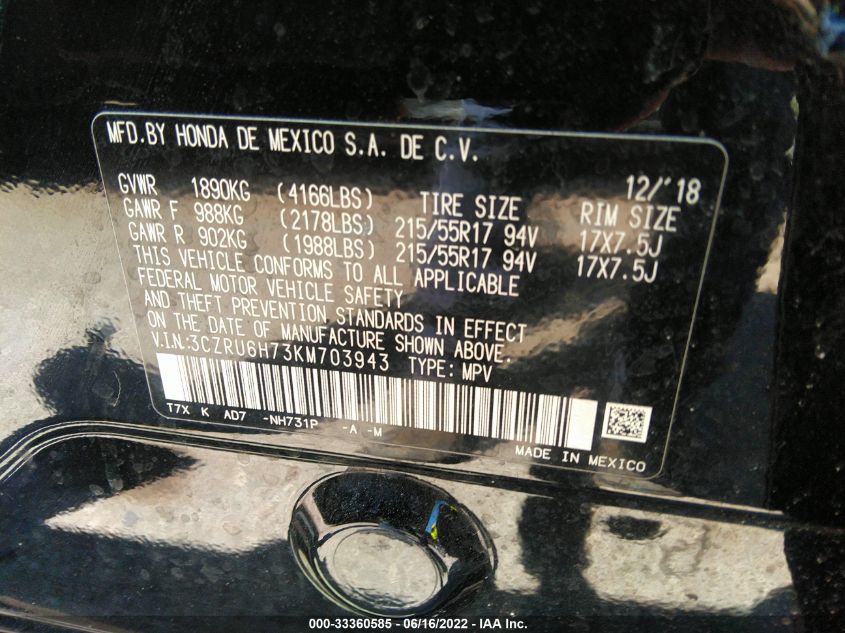 MFD.BY HONDA DE MEXICO S.A. DE C.V.
12/'18
GVWR 1890KG (4166LBS) TIRE SIZE RIM SIZE
GAWR F 988KG (2178LBS) 215/55R17 94V 17X7.5J
GAWR R 902KG (1988LBS) 215/55R17 94V 17X7.5J
THIS VEHICLE CONFORMS TO ALL APPLICABLE
FEDERAL MOTOR VEHICLE SAFETY
AND THEFT PREVENTION STANDARDS IN EFFECT
ON THE DATE OF MANUFACTURE SHOWN ABOVE.
V.I.N:3CZRU6H73KM703943 TYPE:MPV
T7X K AD7 -NH731P -A -M
MADE IN MEXICO
000-33360585 - 06/16/2022 - IAA Inc.